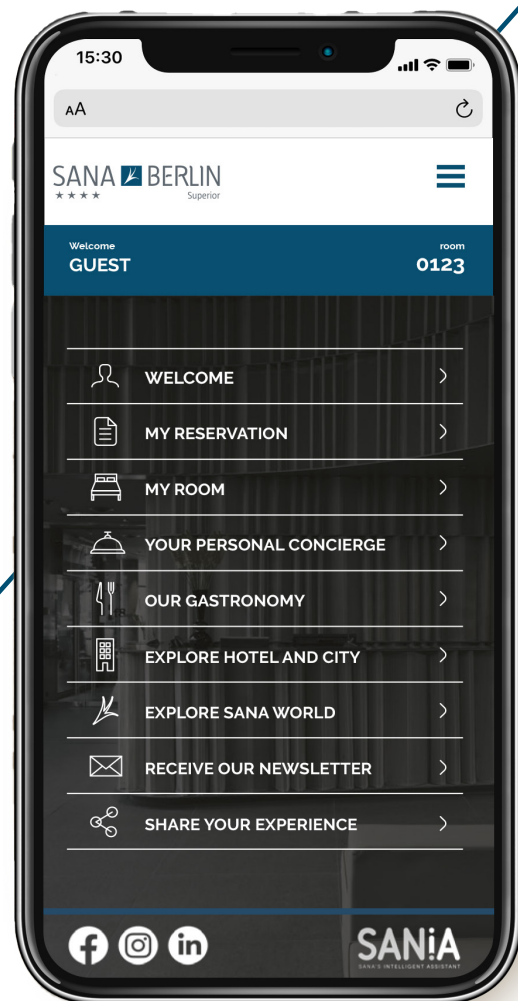 15:30
AA
SANA BERLIN
★★★★ Superior
Welcome room
GUEST 0123
WELCOME
MY RESERVATION
MY ROOM
YOUR PERSONAL CONCIERGE
OUR GASTRONOMY
EXPLORE HOTEL AND CITY
EXPLORE SANA WORLD
RECEIVE OUR NEWSLETTER
SHARE YOUR EXPERIENCE
f in SANiA
SANA'S INTELLIGENT ASSISTANT